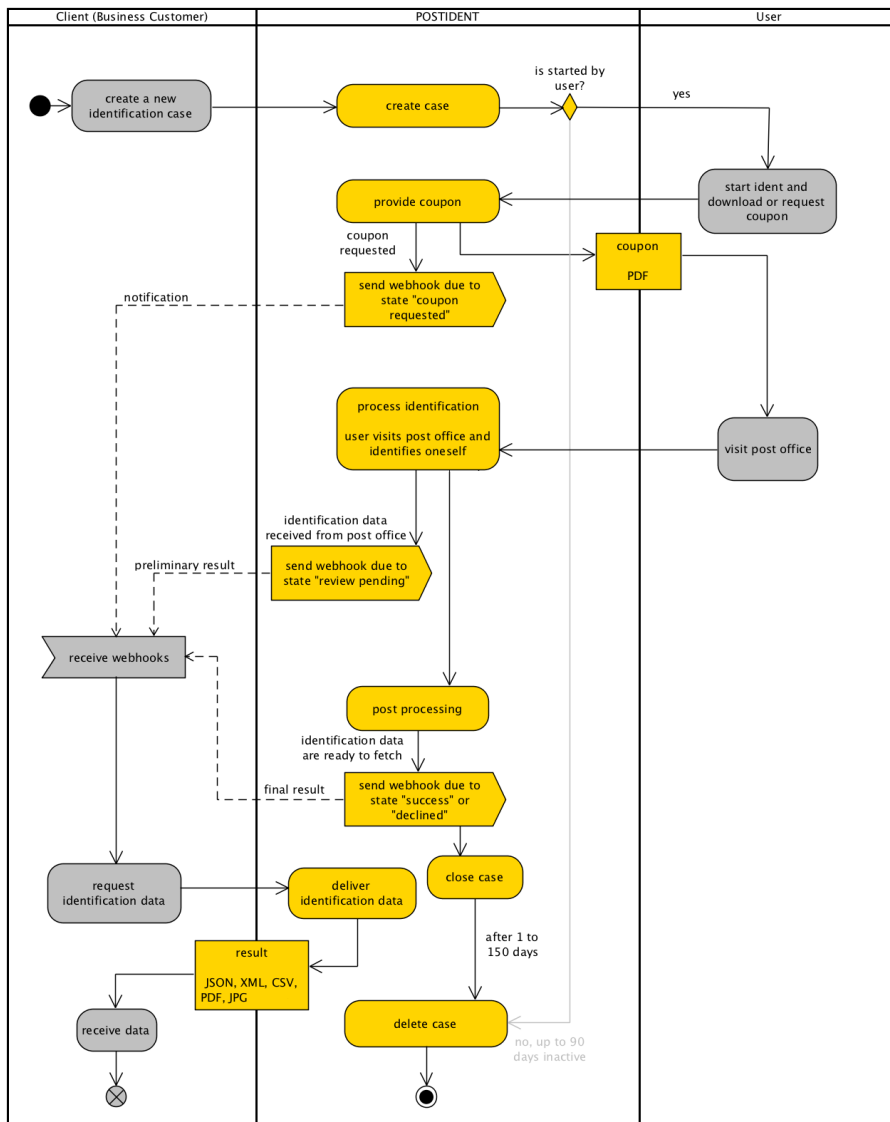 Client (Business Customer)
POSTIDENT
User
is started by
user?
create a new
identification case
create case
yes
start ident and
download or request
coupon
provide coupon
coupon
requested
coupon
PDF
send webhook due to
state "coupon
requested"
notification
process identification
user visits post office and
identifies oneself
visit post office
identification data
received from post office
preliminary result
send webhook due to
state "review pending"
receive webhooks
post processing
identification data
are ready to fetch
final result
send webhook due to
state "success" or
"declined"
request
identification data
deliver
identification data
close case
after 1 to
150 days
result
JSON, XML, CSV,
PDF, JPG
receive data
delete case
no, up to 90
days inactive